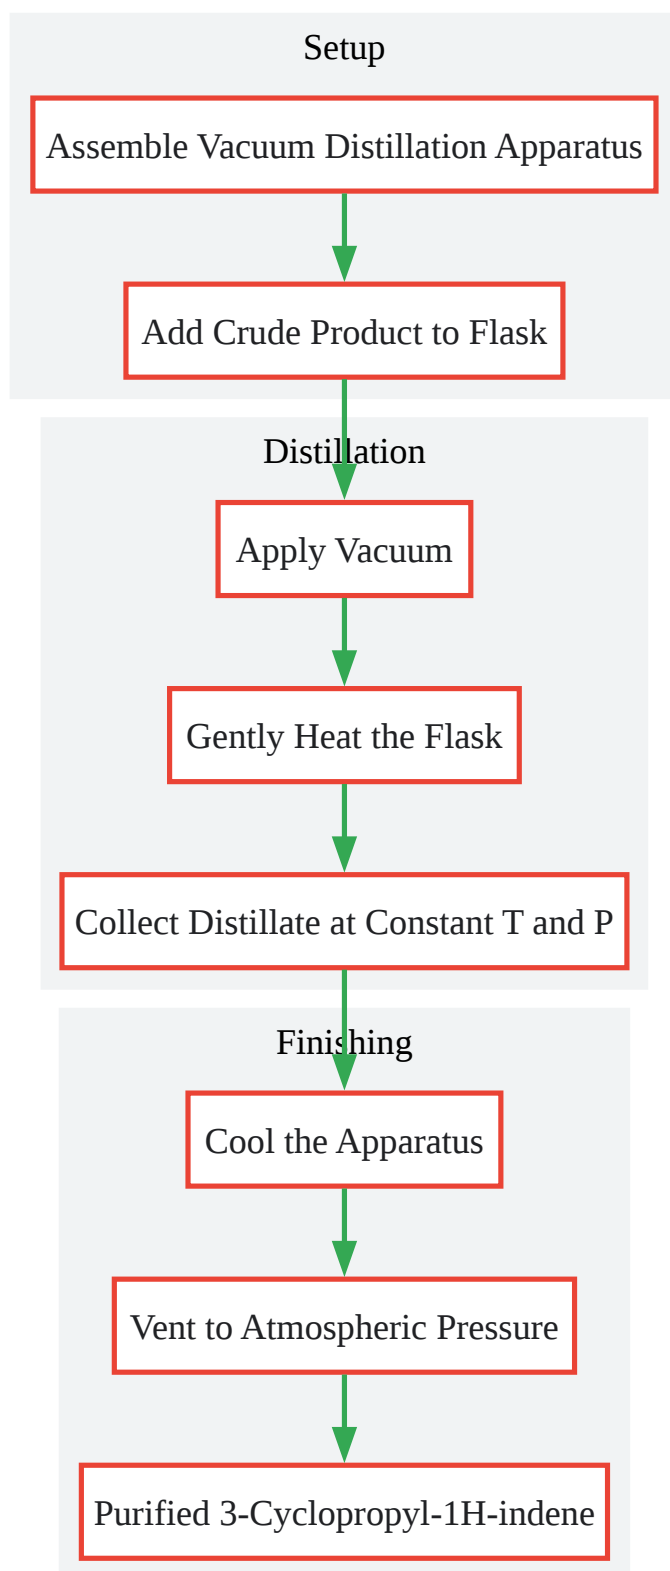 Setup
Assemble Vacuum Distillation Apparatus
Add Crude Product to Flask
Distillation
Apply Vacuum
Gently Heat the Flask
Collect Distillate at Constant T and P
Finishing
Cool the Apparatus
Vent to Atmospheric Pressure
Purified 3-Cyclopropyl-1H-indene